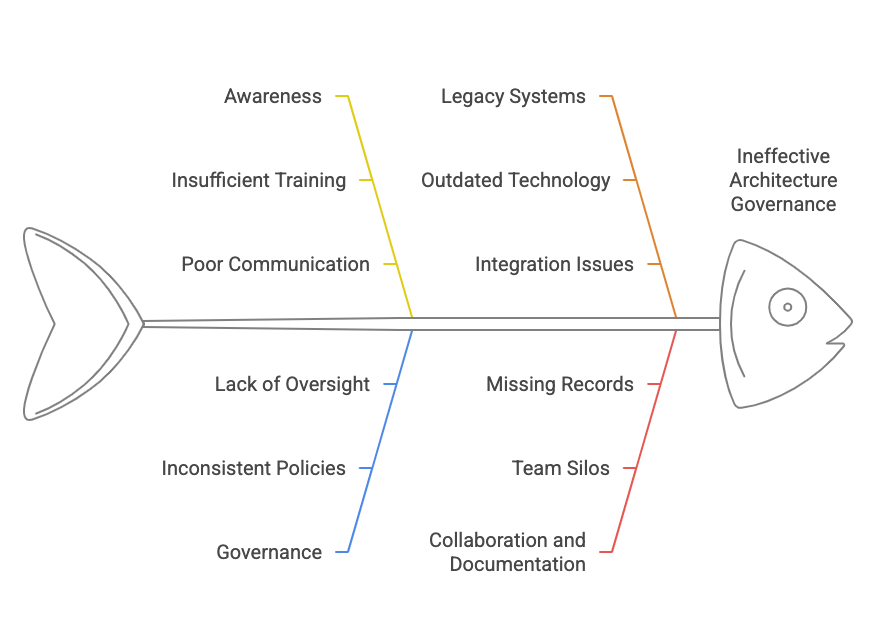 Awareness
Legacy Systems
Ineffective
Architecture
Governance
Insufficient Training
Outdated Technology
Poor Communication
Integration Issues
Lack of Oversight
Missing Records
Inconsistent Policies
Team Silos
Governance
Collaboration and
Documentation